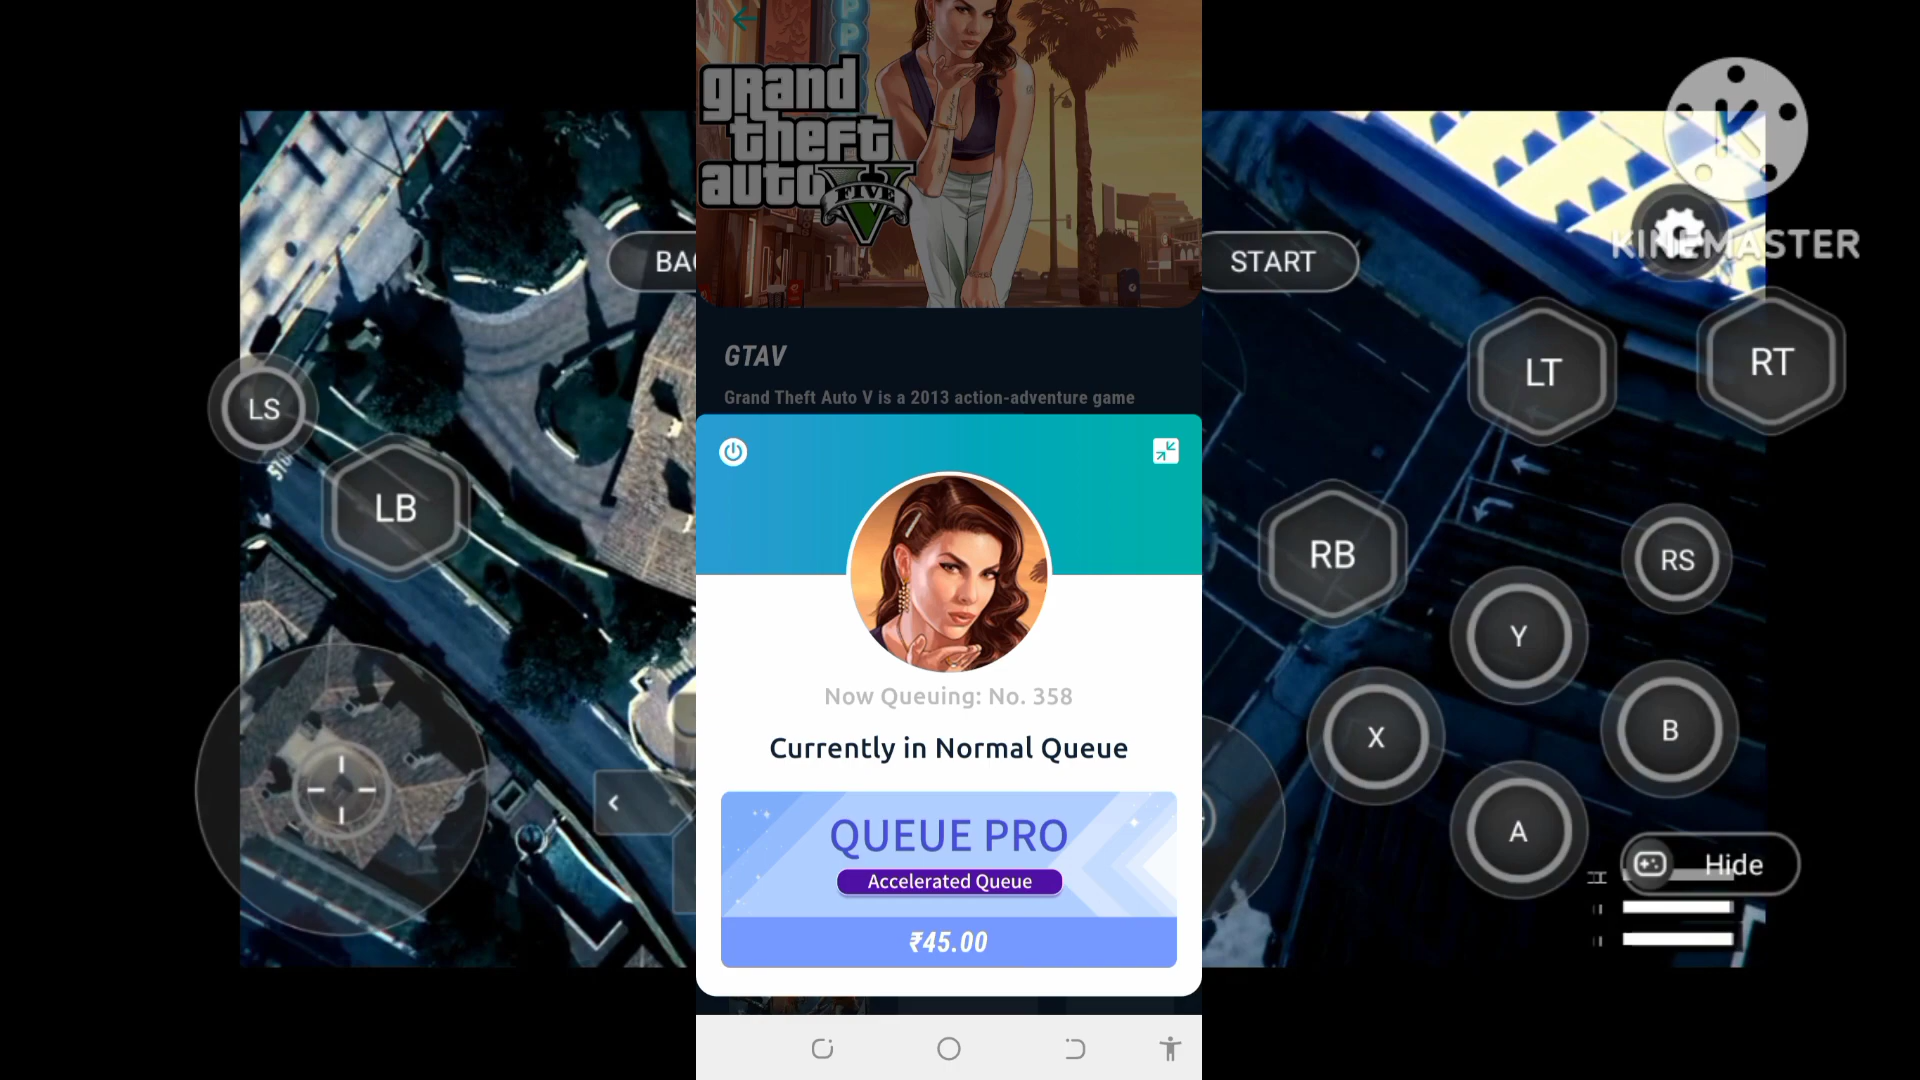 grand
theft
auto
FIVE
KINEMASTER
BA
START
LS
LB
LT
RT
RB
RS
Y
X
B
A
Hide
GTAV
Grand Theft Auto V is a 2013 action-adventure game
Now Queuing: No. 358
Currently in Normal Queue
QUEUE PRO
Accelerated Queue
₹45.00